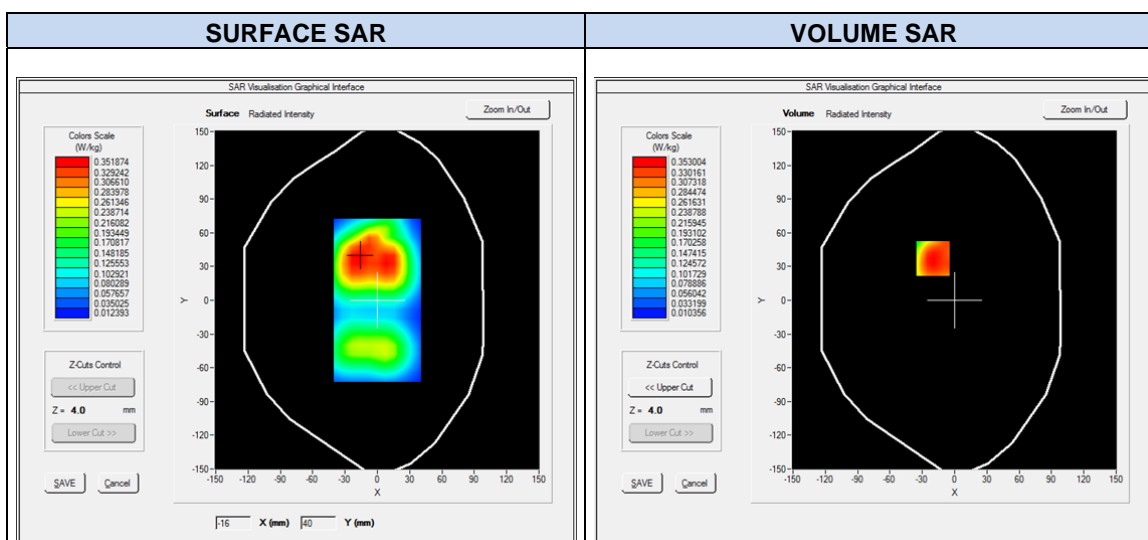 SURFACE SAR
VOLUME SAR
SAR Visualisation Graphical Interface
Surface Radiated Intensity
Zoom In/Out
Colors Scale
(W/kg)
0.351874
0.329242
0.306610
0.283978
0.261346
0.238714
0.216082
0.193449
0.170817
0.148185
0.125553
0.102921
0.080289
0.057657
0.035025
0.012393
Z-Cuts Control
<< Upper Cut
Z = 4.0 mm
Lower Cut >>
SAVE Cancel
150
120
90
60
30
Y 0
-30
-60
-90
-120
-150
-150 -120 -90 -60 -30 0 30 60 90 120 150
X
-16 X (mm) 40 Y (mm)
SAR Visualisation Graphical Interface
Volume Radiated Intensity
Zoom In/Out
Colors Scale
(W/kg)
0.353004
0.330161
0.307318
0.284474
0.261631
0.238788
0.215945
0.193102
0.170258
0.147415
0.124572
0.101729
0.078886
0.056042
0.033199
0.010356
Z-Cuts Control
<< Upper Cut
Z = 4.0 mm
Lower Cut >>
SAVE Cancel
150
120
90
60
30
Y 0
-30
-60
-90
-120
-150
-150 -120 -90 -60 -30 0 30 60 90 120 150
X